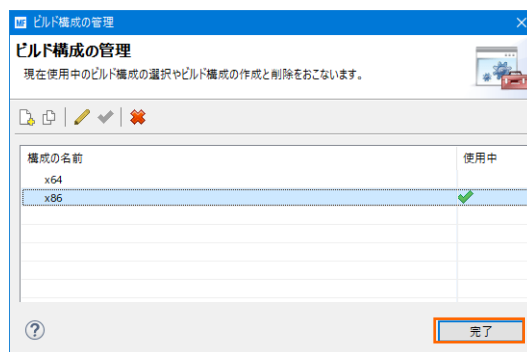 MF ビルド構成の管理
ビルド構成の管理
現在使用中のビルド構成の選択やビルド構成の作成と削除をおこないます。
構成の名前 使用中
x64
x86
? 完了